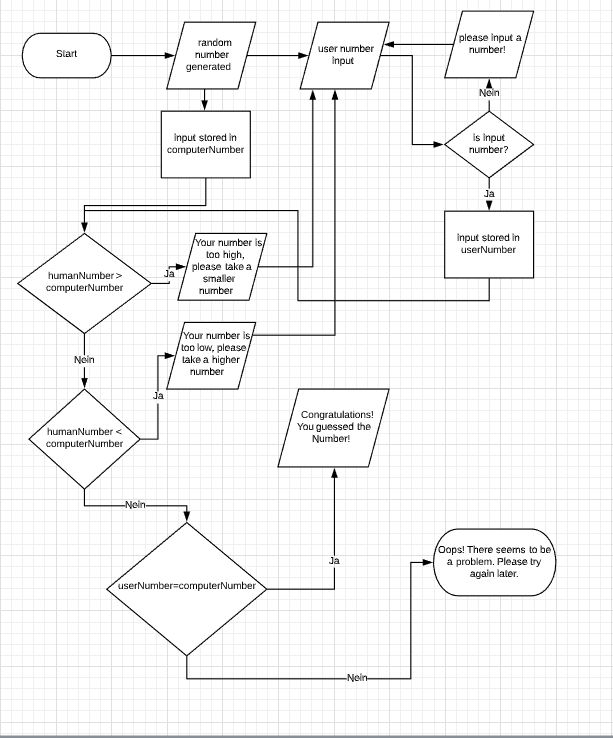 Start
random
number
generated
user number
input
please input a
number!
Nein
input stored in
computerNumber
is input
number?
Ja
input stored in
userNumber
humanNumber >
computerNumber
Ja
Your number is
too high,
please take a
smaller
number
Nein
Your number is
too low, please
take a higher
number
Ja
humanNumber <
computerNumber
Congratulations!
You guessed the
Number!
Nein
userNumber=computerNumber
Ja
Oops! There seems to be
a problem. Please try
again later.
Nein